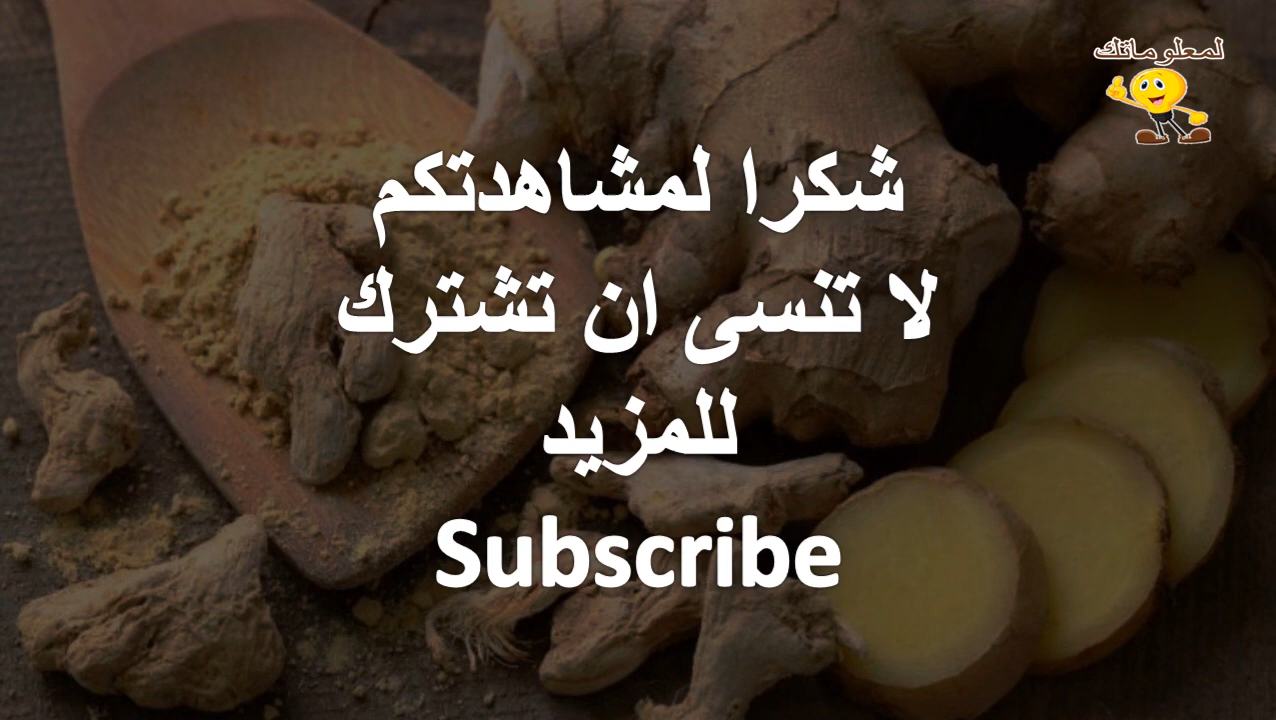 لمعلوماتك
شكرا لمشاهدتكم
لا تنسى ان تشترك
للمزيد
Subscribe